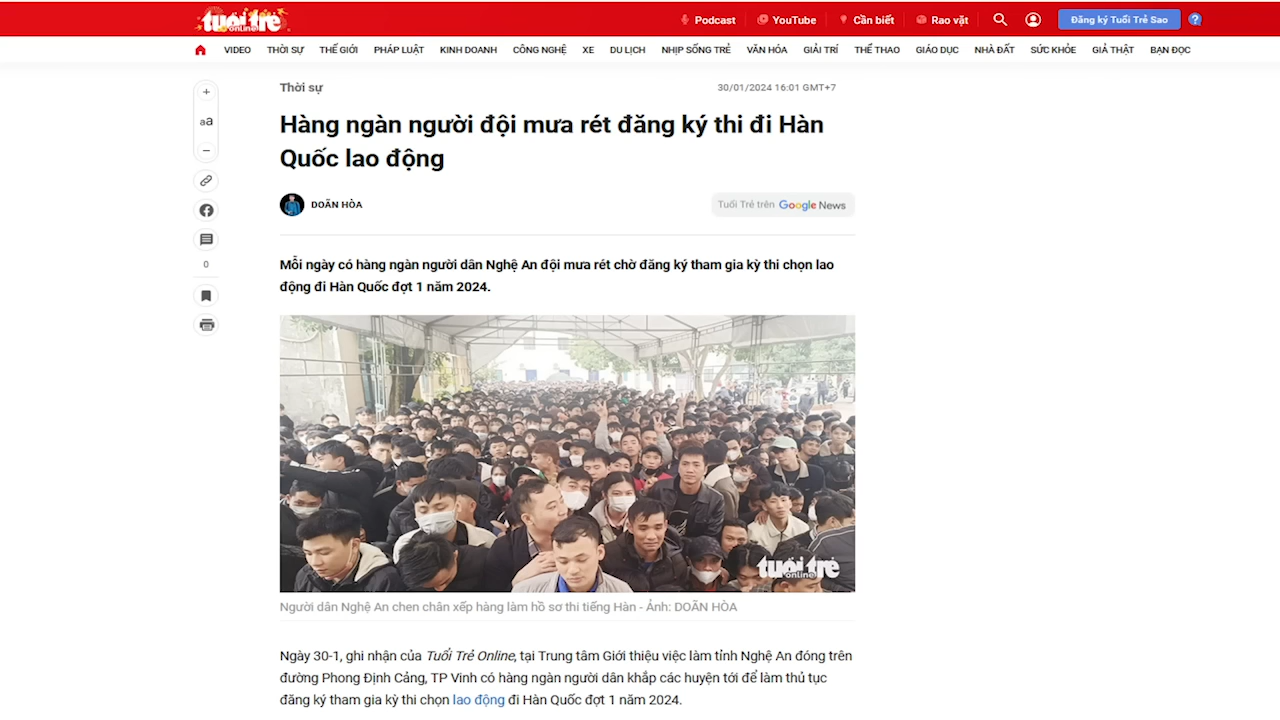 tuổi trẻ
online
Podcast YouTube Cần biết Rao vặt Đăng ký Tuổi Trẻ Sao ?
VIDEO THỜI SỰ THẾ GIỚI PHÁP LUẬT KINH DOANH CÔNG NGHỆ XE DU LỊCH NHỊP SỐNG TRẺ VĂN HÓA GIẢI TRÍ THỂ THAO GIÁO DỤC NHÀ ĐẤT SỨC KHỎE GIẢ THẬT BẠN ĐỌC
+
aa
−
0
Thời sự 30/01/2024 16:01 GMT+7
Hàng ngàn người đội mưa rét đăng ký thi đi Hàn
Quốc lao động
DOÃN HÒA Tuổi Trẻ trên Google News
Mỗi ngày có hàng ngàn người dân Nghệ An đội mưa rét chờ đăng ký tham gia kỳ thi chọn lao
động đi Hàn Quốc đợt 1 năm 2024.
tuổi trẻ
online
Người dân Nghệ An chen chân xếp hàng làm hồ sơ thi tiếng Hàn - Ảnh: DOÃN HÒA
Ngày 30-1, ghi nhận của Tuổi Trẻ Online, tại Trung tâm Giới thiệu việc làm tỉnh Nghệ An đóng trên
đường Phong Định Cảng, TP Vinh có hàng ngàn người dân khắp các huyện tới để làm thủ tục
đăng ký tham gia kỳ thi chọn lao động đi Hàn Quốc đợt 1 năm 2024.